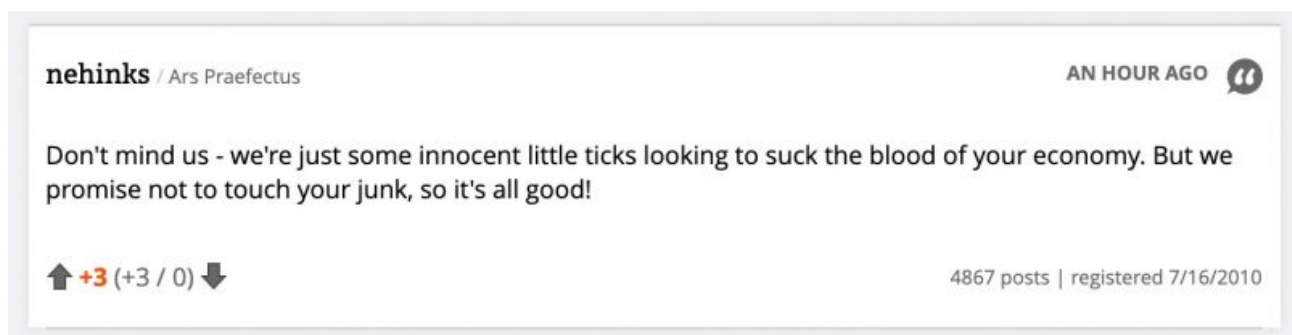 nehinks / Ars Praefectus
AN HOUR AGO
Don't mind us - we're just some innocent little ticks looking to suck the blood of your economy. But we
promise not to touch your junk, so it's all good!
+3 (+3 / 0)
4867 posts | registered 7/16/2010